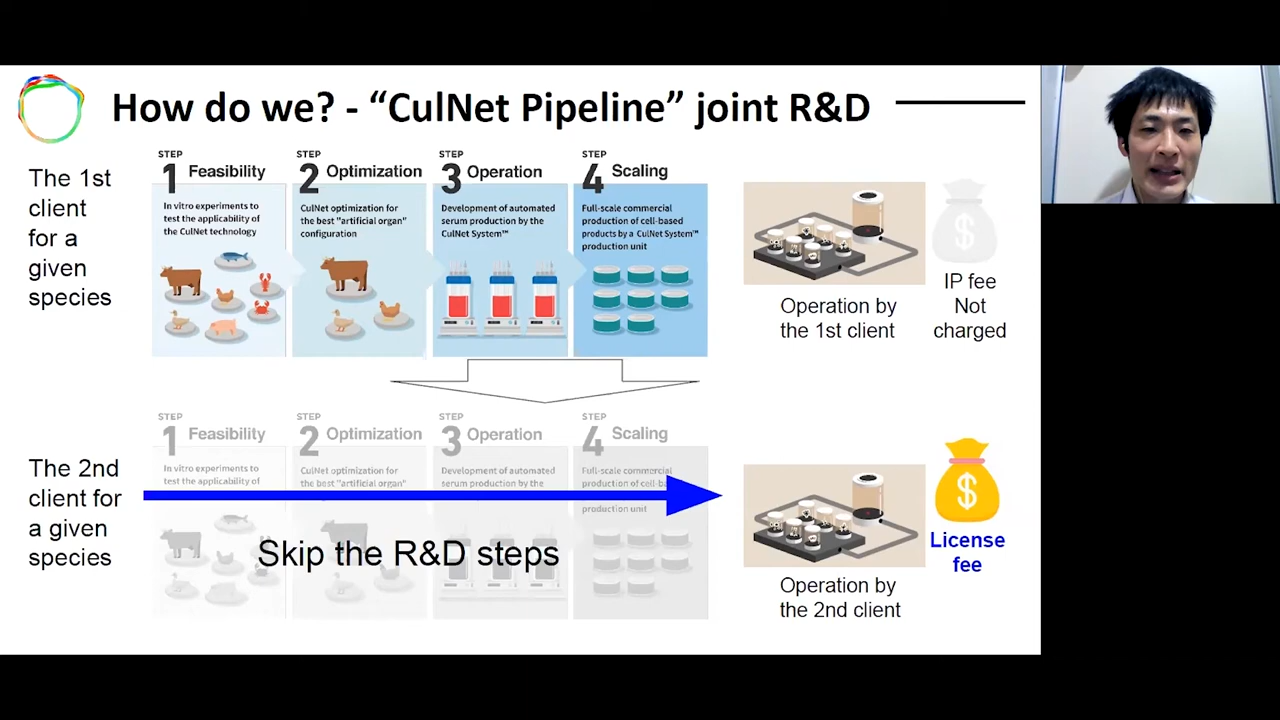 How do we? - “CulNet Pipeline” joint R&D
The 1st
client
for a
given
species
STEP
1 Feasibility
In vitro experiments to
test the applicability of
the CulNet technology
STEP
2 Optimization
CulNet optimization for
the best "artificial organ"
configuration
STEP
3 Operation
Development of automated
serum production by the
CulNet System™
STEP
4 Scaling
Full-scale commercial
production of cell-based
products by a CulNet System™
production unit
Operation by
the 1st client
$
IP fee
Not
charged
The 2nd
client for
a given
species
STEP
1 Feasibility
In vitro experiments to
test the applicability of
STEP
2 Optimization
CulNet optimization for
the best "artificial organ"
STEP
3 Operation
Development of automated
serum production by the
STEP
4 Scaling
Full-scale commercial
production of cell-based
production unit
Skip the R&D steps
Operation by
the 2nd client
$
License
fee